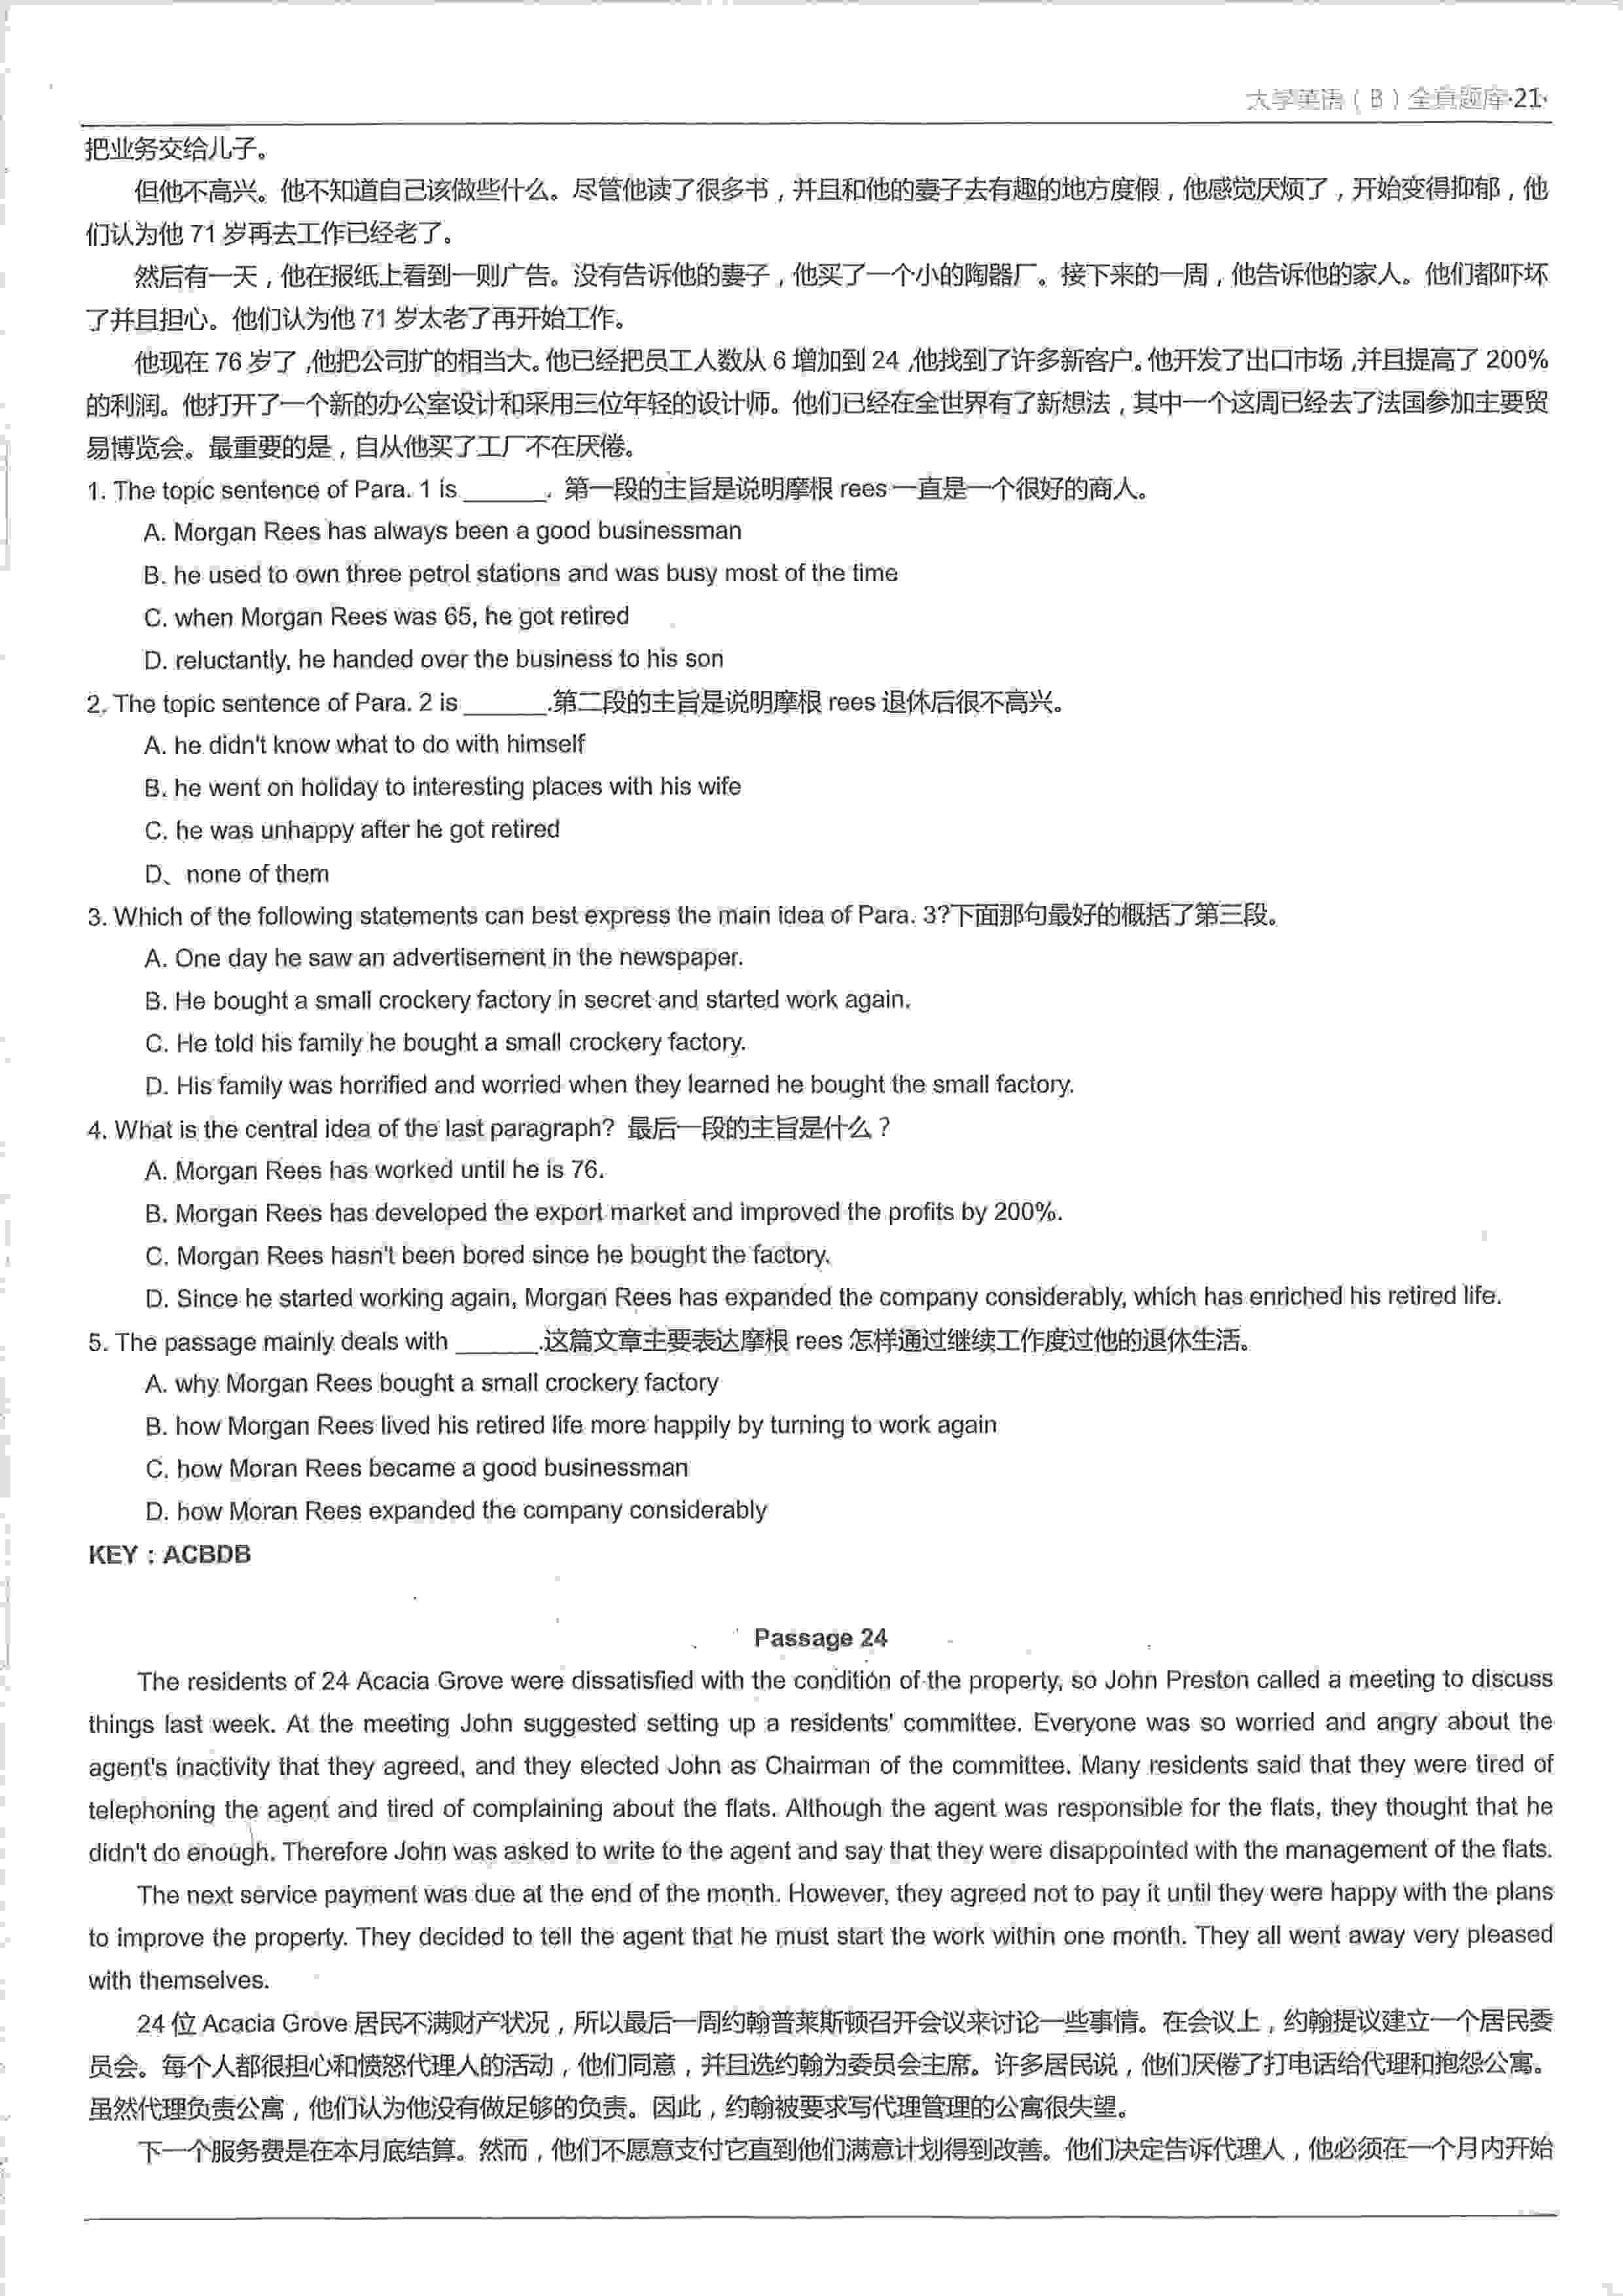 大学英语（B）全真题库·21·
把业务交给儿子。
但他不高兴。他不知道自己该做些什么。尽管他读了很多书，并且和他的妻子去有趣的地方度假，他感觉厌烦了，开始变得抑郁，他
们认为他 71 岁再去工作已经老了。
然后有一天，他在报纸上看到一则广告。没有告诉他的妻子，他买了一个小的陶器厂。接下来的一周，他告诉他的家人。他们都吓坏
了并且担心。他们认为他 71 岁太老了再开始工作。
他现在 76 岁了，他把公司扩的相当大。他已经把员工人数从 6 增加到 24，他找到了许多新客户。他开发了出口市场，并且提高了 200%
的利润。他打开了一个新的办公室设计和采用三位年轻的设计师。他们已经在全世界有了新想法，其中一个这周已经去了法国参加主要贸
易博览会。最重要的是，自从他买了工厂不在厌倦。
1. The topic sentence of Para. 1 is ______. 第一段的主旨是说明摩根 rees 一直是一个很好的商人。
A. Morgan Rees has always been a good businessman
B. he used to own three petrol stations and was busy most of the time
C. when Morgan Rees was 65, he got retired
D. reluctantly, he handed over the business to his son
2. The topic sentence of Para. 2 is ______.第二段的主旨是说明摩根 rees 退休后很不高兴。
A. he didn't know what to do with himself
B. he went on holiday to interesting places with his wife
C. he was unhappy after he got retired
D、none of them
3. Which of the following statements can best express the main idea of Para. 3?下面那句最好的概括了第三段。
A. One day he saw an advertisement in the newspaper.
B. He bought a small crockery factory in secret and started work again.
C. He told his family he bought a small crockery factory.
D. His family was horrified and worried when they learned he bought the small factory.
4. What is the central idea of the last paragraph? 最后一段的主旨是什么？
A. Morgan Rees has worked until he is 76.
B. Morgan Rees has developed the export market and improved the profits by 200%.
C. Morgan Rees hasn't been bored since he bought the factory.
D. Since he started working again, Morgan Rees has expanded the company considerably, which has enriched his retired life.
5. The passage mainly deals with ______.这篇文章主要表达摩根 rees 怎样通过继续工作度过他的退休生活。
A. why Morgan Rees bought a small crockery factory
B. how Morgan Rees lived his retired life more happily by turning to work again
C. how Moran Rees became a good businessman
D. how Moran Rees expanded the company considerably
KEY：ACBDB
Passage 24
The residents of 24 Acacia Grove were dissatisfied with the condition of the property, so John Preston called a meeting to discuss
things last week. At the meeting John suggested setting up a residents' committee. Everyone was so worried and angry about the
agent's inactivity that they agreed, and they elected John as Chairman of the committee. Many residents said that they were tired of
telephoning the agent and tired of complaining about the flats. Although the agent was responsible for the flats, they thought that he
didn't do enough. Therefore John was asked to write to the agent and say that they were disappointed with the management of the flats.
The next service payment was due at the end of the month. However, they agreed not to pay it until they were happy with the plans
to improve the property. They decided to tell the agent that he must start the work within one month. They all went away very pleased
with themselves.
24 位 Acacia Grove 居民不满财产状况，所以最后一周约翰普莱斯顿召开会议来讨论一些事情。在会议上，约翰提议建立一个居民委
员会。每个人都很担心和愤怒代理人的活动，他们同意，并且选约翰为委员会主席。许多居民说，他们厌倦了打电话给代理和抱怨公寓。
虽然代理负责公寓，他们认为他没有做足够的负责。因此，约翰被要求写代理管理的公寓很失望。
下一个服务费是在本月底结算。然而，他们不愿意支付它直到他们满意计划得到改善。他们决定告诉代理人，他必须在一个月内开始